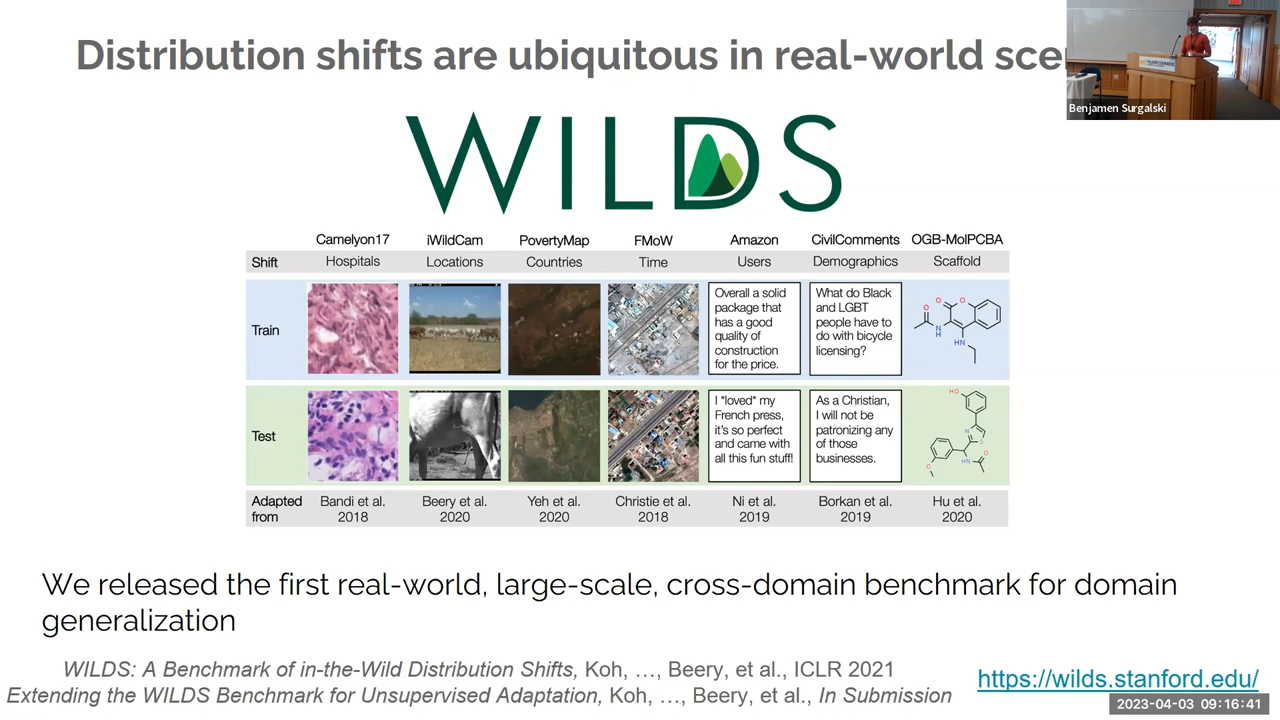 Distribution shifts are ubiquitous in real-world sce
Benjamen Surgalski
WILDS
Camelyon17 iWildCam PovertyMap FMoW Amazon CivilComments OGB-MolPCBA
Shift Hospitals Locations Countries Time Users Demographics Scaffold
Train
Overall a solid
package that
has a good
quality of
construction
for the price.
What do Black
and LGBT
people have to
do with bicycle
licensing?
O
O
O
N
H
HN
Test
I *loved* my
French press,
it's so perfect
and came with
all this fun stuff!
As a Christian,
I will not be
patronizing any
of those
businesses.
HO
N
S
O
HN
O
Adapted
from
Bandi et al.
2018
Beery et al.
2020
Yeh et al.
2020
Christie et al.
2018
Ni et al.
2019
Borkan et al.
2019
Hu et al.
2020
We released the first real-world, large-scale, cross-domain benchmark for domain
generalization
WILDS: A Benchmark of in-the-Wild Distribution Shifts, Koh, …, Beery, et al., ICLR 2021
Extending the WILDS Benchmark for Unsupervised Adaptation, Koh, …, Beery, et al., In Submission
https://wilds.stanford.edu/
2023-04-03 09:16:41